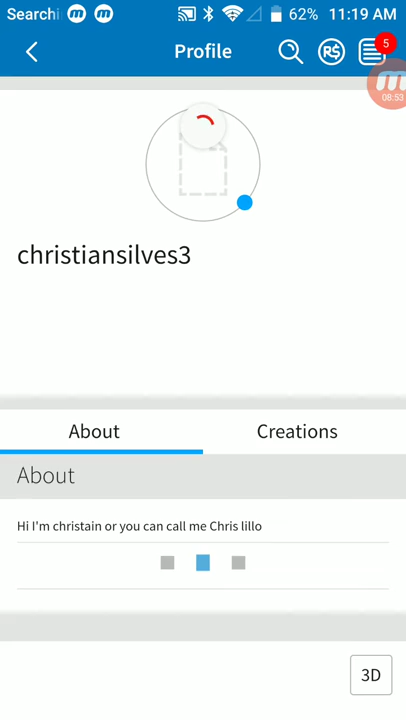 Searchi 62% 11:19 AM
Profile R$ 5
08:53
christiansilves3
About Creations
About
Hi I'm christain or you can call me Chris lillo
3D